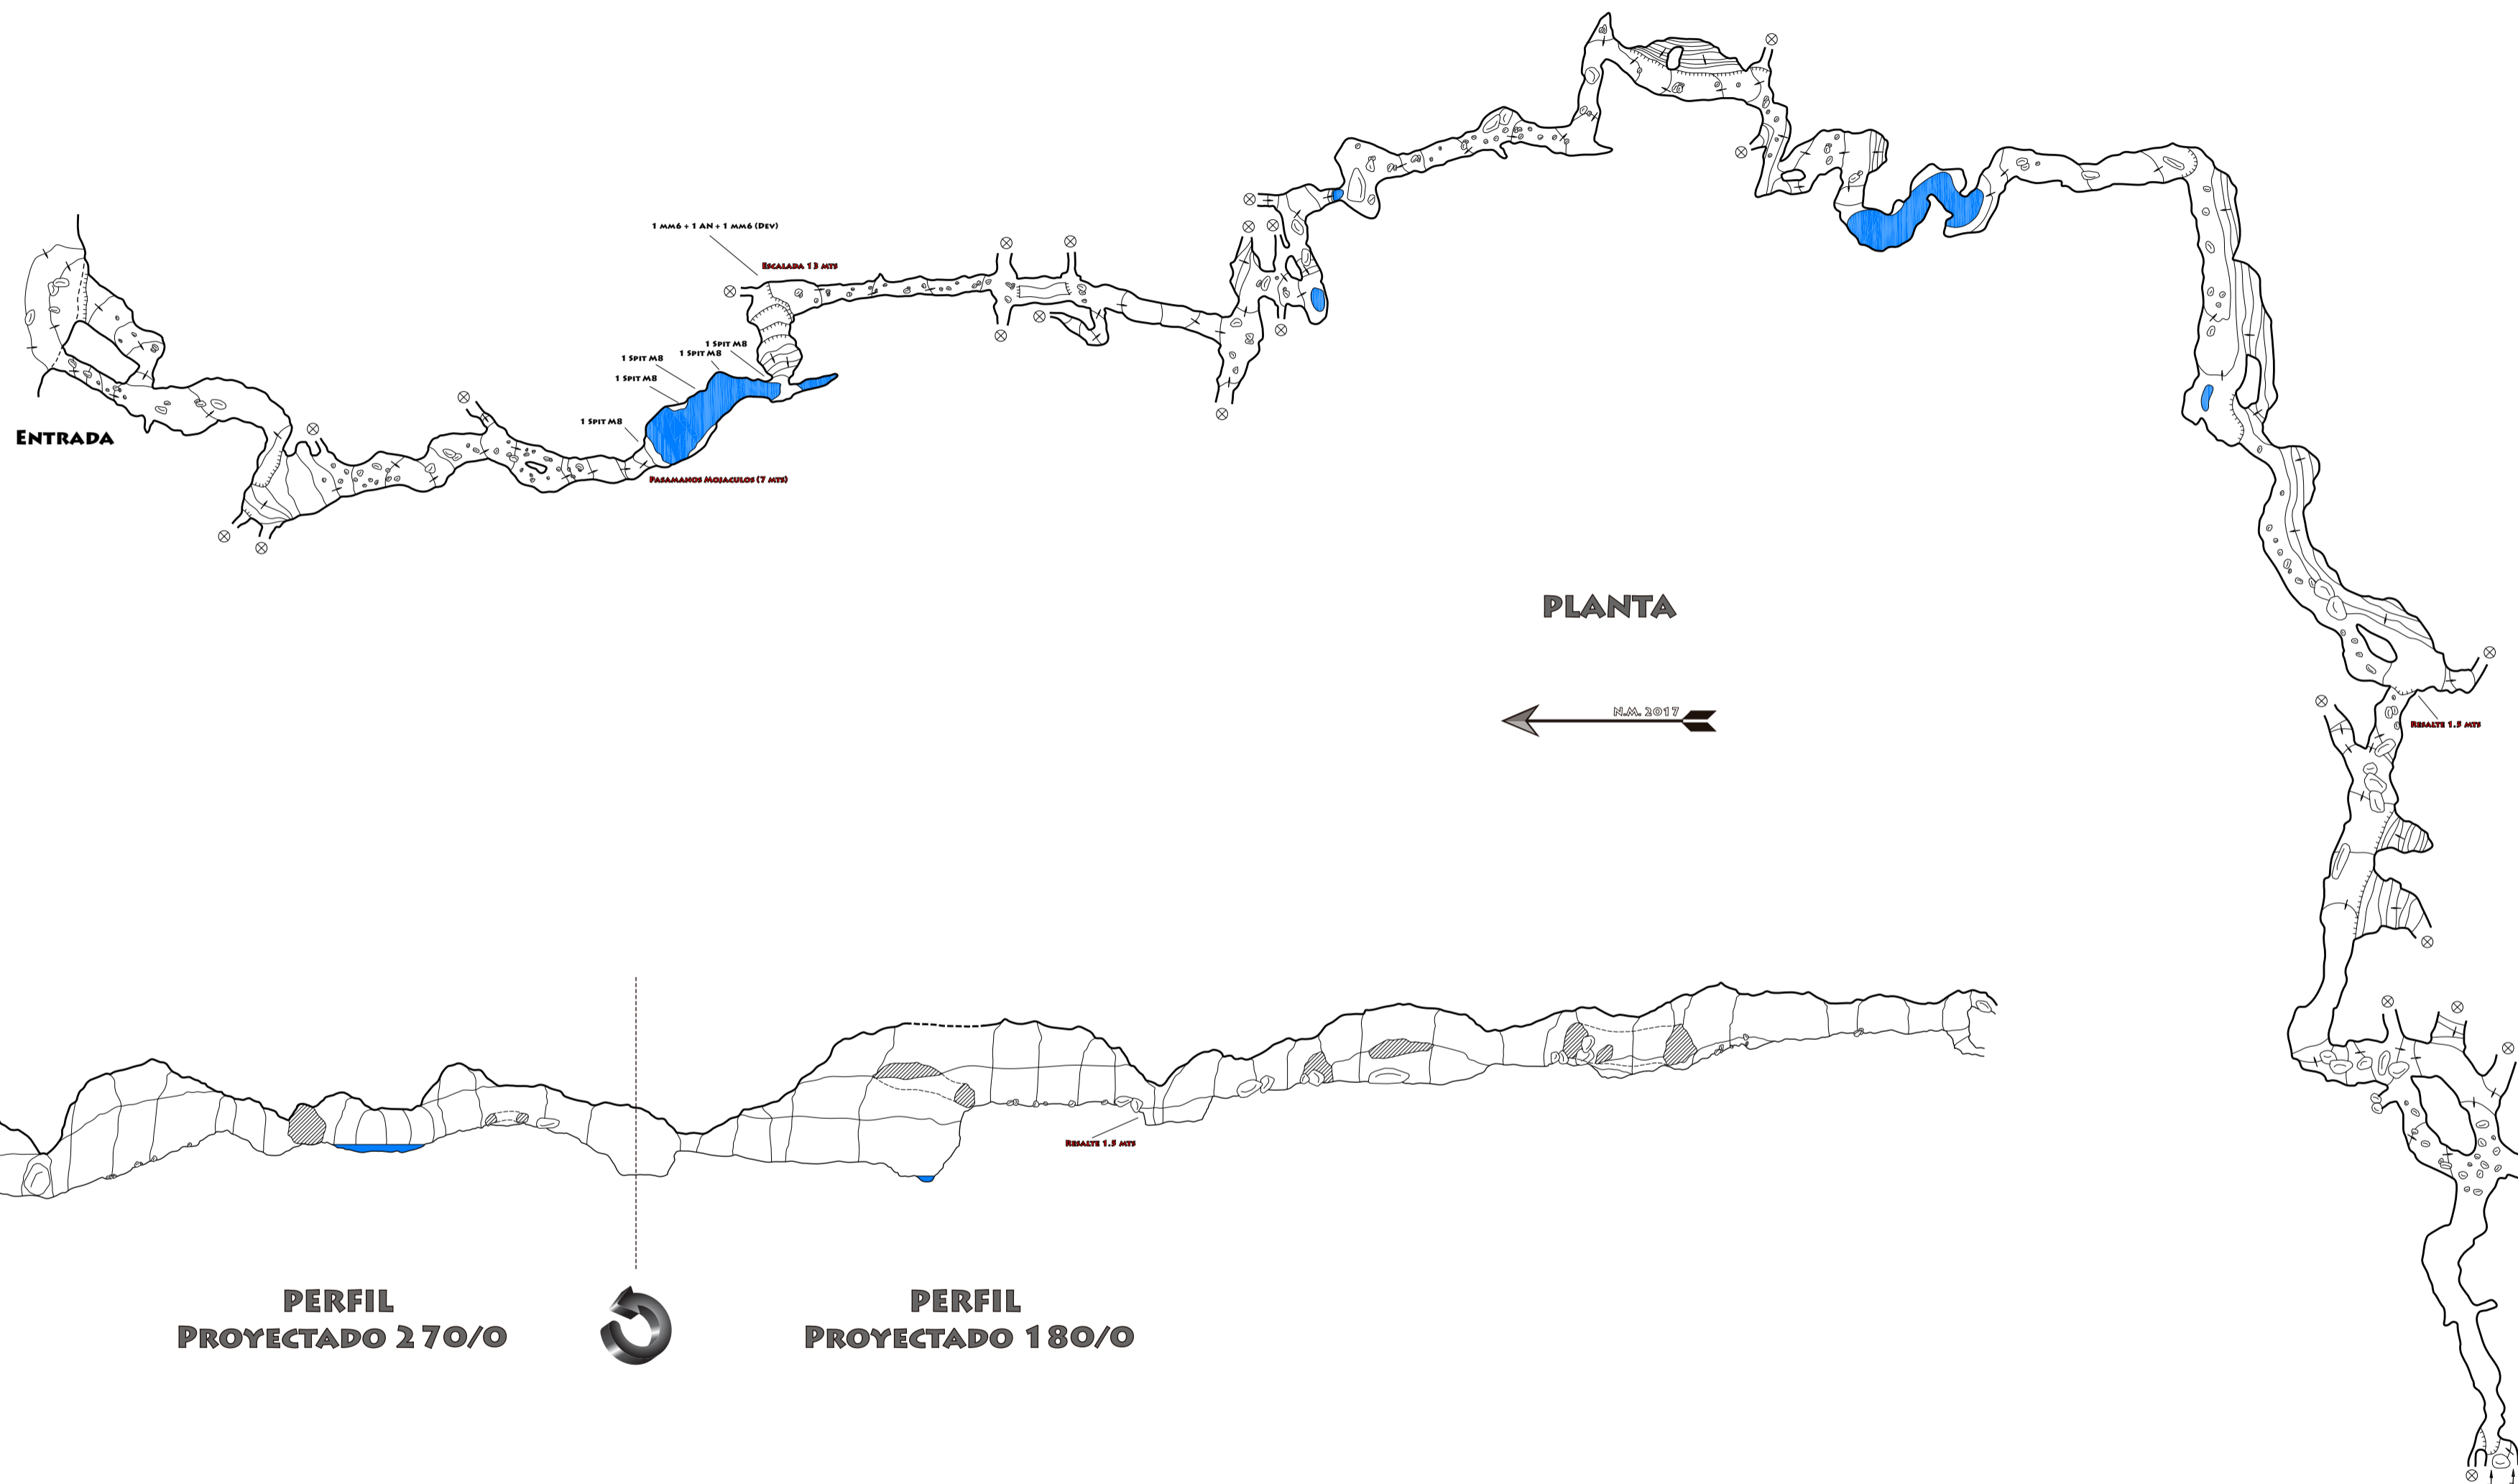 1 mm6 + 1 AN + 1 mm6 (Dev)
Escalada 13 mts
1 Spit M8
1 Spit M8
1 Spit M8
1 Spit M8
1 Spit M8
Entrada
Pasamanos Mojaculos (7 mts)
PLANTA
N.M. 2017
Resalte 1.5 mts
Resalte 1.5 mts
PERFIL
Proyectado 270/0
PERFIL
Proyectado 180/0